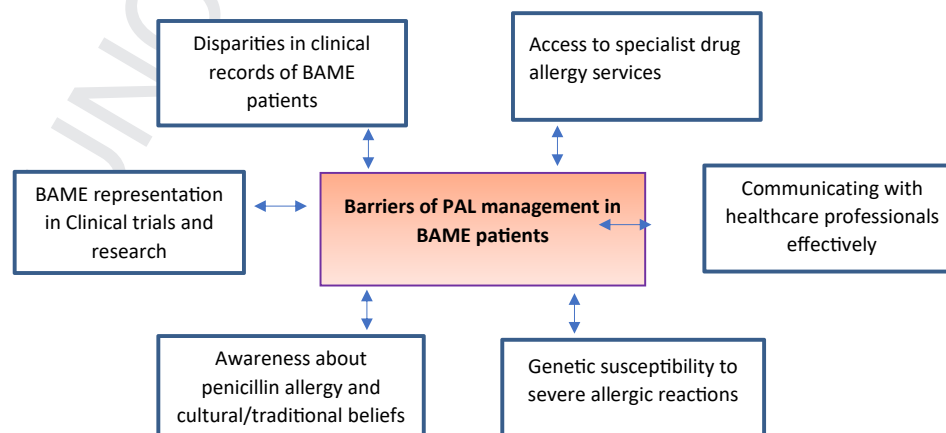 Disparities in clinical
records of BAME
patients
Access to specialist drug
allergy services
BAME representation
in Clinical trials and
research
Barriers of PAL management in
BAME patients
Communicating with
healthcare professionals
effectively
Awareness about
penicillin allergy and
cultural/traditional beliefs
Genetic susceptibility to
severe allergic reactions